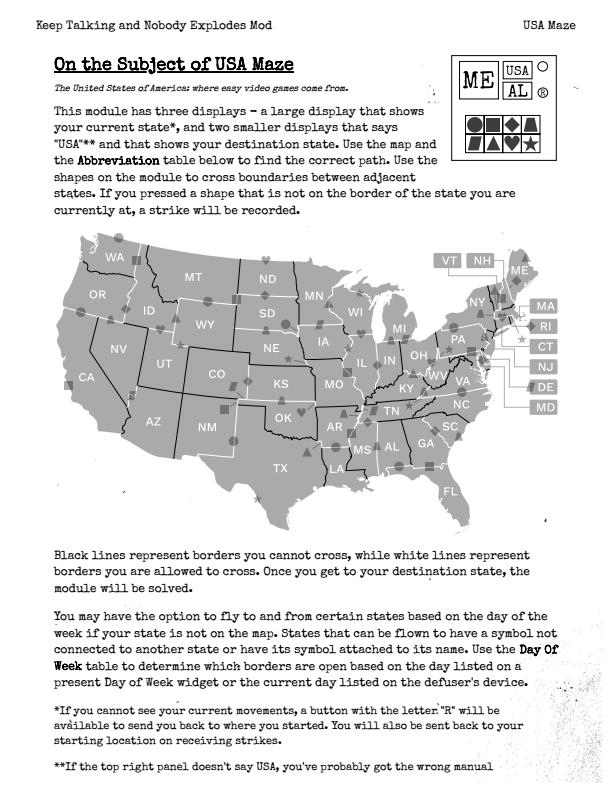 Keep Talking and Nobody Explodes Mod USA Maze
On the Subject of USA Maze
The United States of America: where easy video games come from.
ME USA
AL ®
This module has three displays – a large display that shows
your current state*, and two smaller displays that says
"USA"** and that shows your destination state. Use the map and
the Abbreviation table below to find the correct path. Use the
shapes on the module to cross boundaries between adjacent
states. If you pressed a shape that is not on the border of the state you are
currently at, a strike will be recorded.
WA MT ND MN VT NH ME
OR ID SD WI NY MA
WY MI RI
NV NE IA PA CT
UT IL IN OH NJ
CA CO KS MO WV VA DE
KY MD
AZ NM OK AR TN NC
MS AL GA SC
TX LA
FL
Black lines represent borders you cannot cross, while white lines represent
borders you are allowed to cross. Once you get to your destination state, the
module will be solved.
You may have the option to fly to and from certain states based on the day of the
week if your state is not on the map. States that can be flown to have a symbol not
connected to another state or have its symbol attached to its name. Use the Day Of
Week table to determine which borders are open based on the day listed on a
present Day of Week widget or the current day listed on the defuser's device.
*If you cannot see your current movements, a button with the letter "R" will be
available to send you back to where you started. You will also be sent back to your
starting location on receiving strikes.
**If the top right panel doesn't say USA, you've probably got the wrong manual